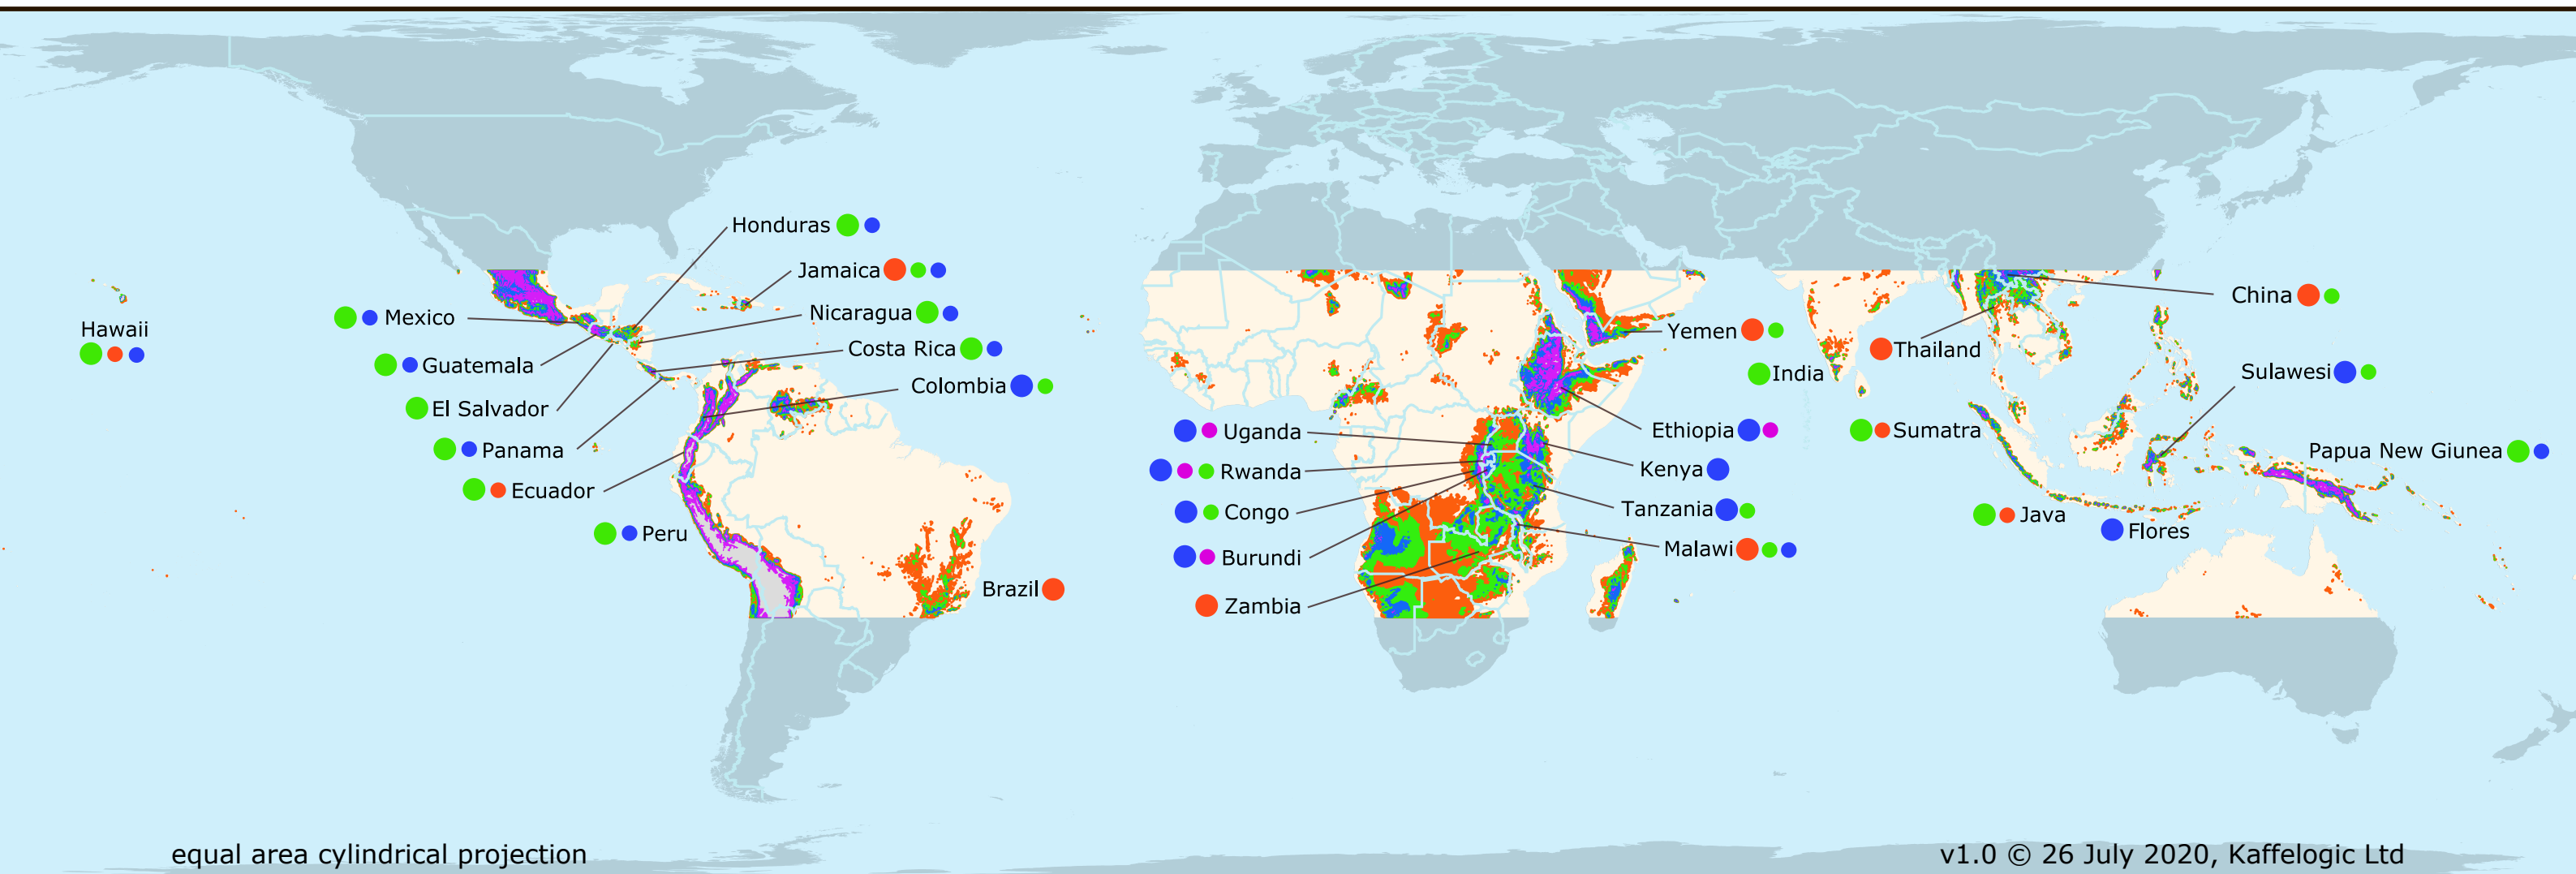 Honduras
Jamaica
Mexico
Nicaragua
Hawaii
Costa Rica
Guatemala
Colombia
El Salvador
Panama
Ecuador
Peru
Brazil
Uganda
Rwanda
Congo
Burundi
Zambia
Yemen
India
Ethiopia
Kenya
Tanzania
Malawi
China
Thailand
Sulawesi
Sumatra
Papua New Giunea
Java
Flores
equal area cylindrical projection
v1.0 © 26 July 2020, Kaffelogic Ltd